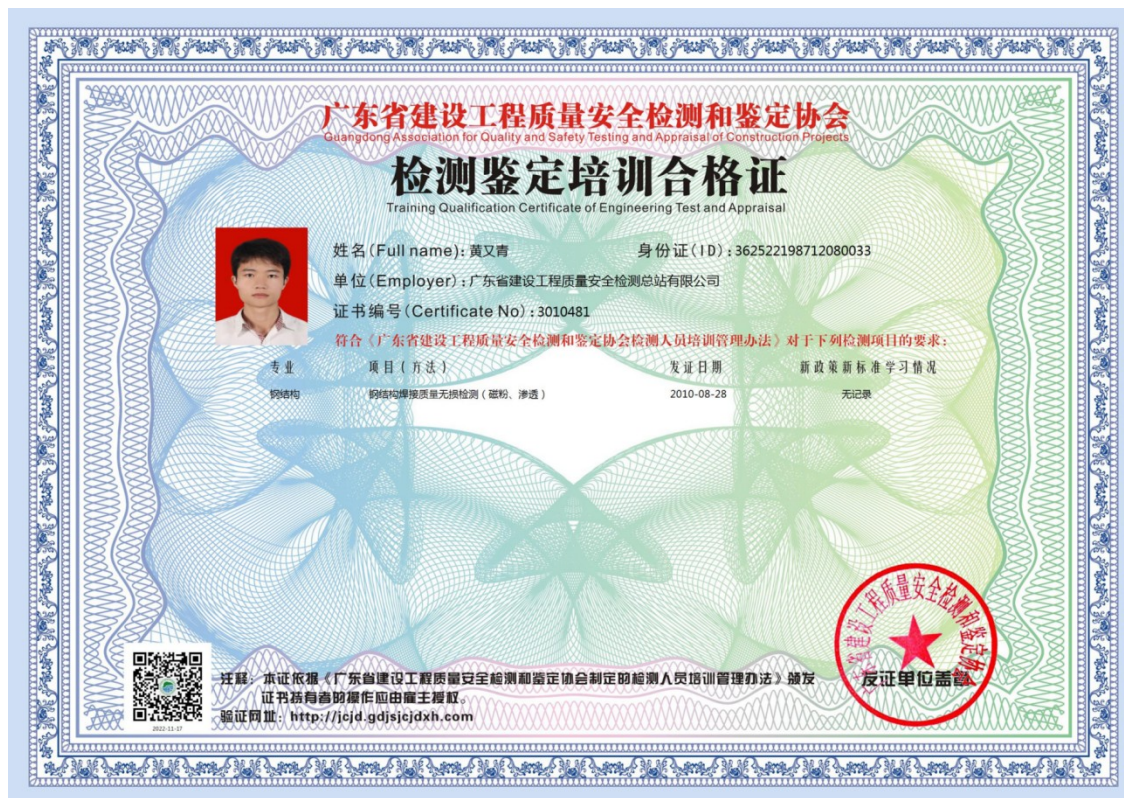 广东省建设工程质量安全检测和鉴定协会
Guangdong Association for Quality and Safety Testing and Appraisal of Construction Projects
检测鉴定培训合格证
Training Qualification Certificate of Engineering Test and Appraisal
姓名(Full name): 黄又青 身份证(ID): 362522198712080033
单位(Employer): 广东省建设工程质量安全检测总站有限公司
证书编号(Certificate No): 3010481
符合《广东省建设工程质量安全检测和鉴定协会检测人员培训管理办法》对于下列检测项目的要求:
专业 项目(方法) 发证日期 新政策新标准学习情况
钢结构 钢结构焊接质量无损检测(磁粉、渗透) 2010-08-28 无记录
广东省建设工程质量安全检测和鉴定协会
注释: 本证依据《广东省建设工程质量安全检测和鉴定协会制定的检测人员培训管理办法》颁发
证书持有者的操作应由雇主授权。
发证单位盖章
验证网址: http://jcjd.gdjsjcjdxh.com
2022-11-17